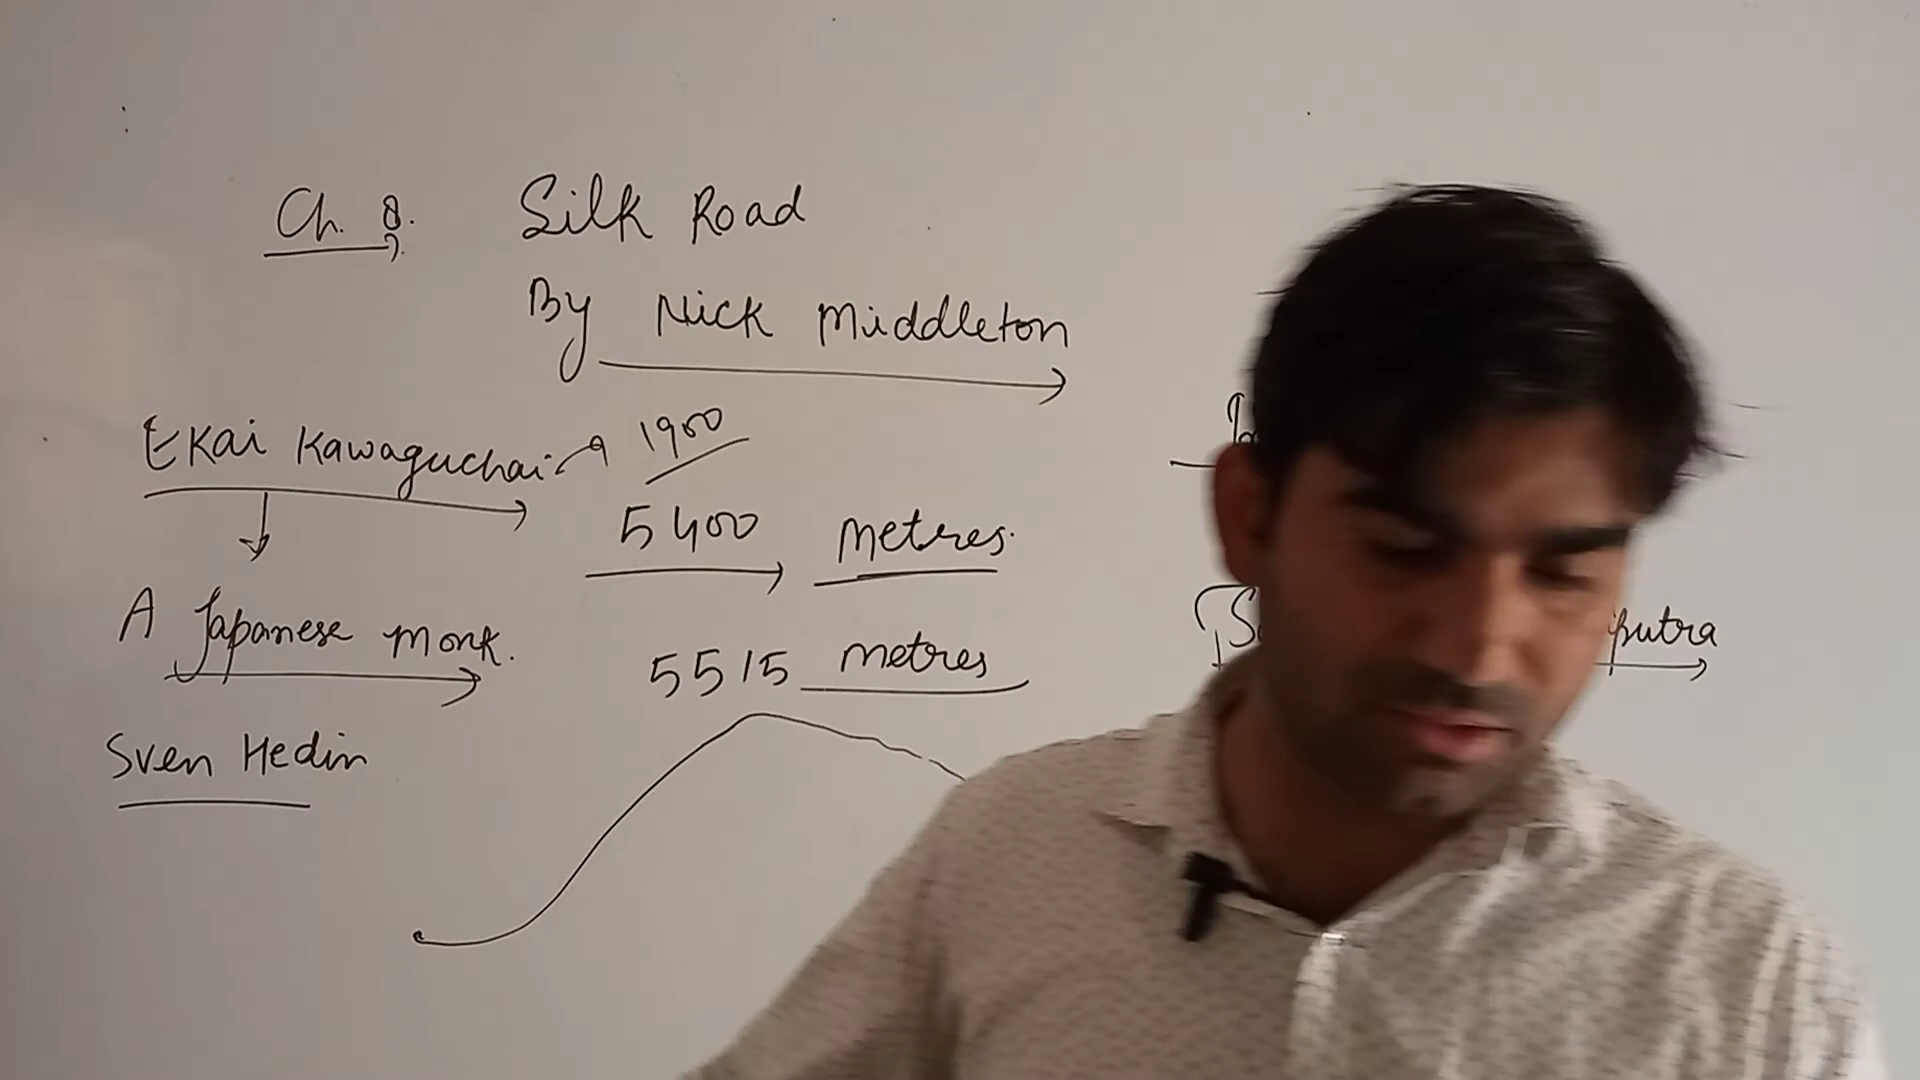 Ch. 8. Silk Road
By Nick Middleton
Ekai Kawaguchai 1900
5400 metres.
A Japanese monk.
5515 metres
Sven Hedin
putra